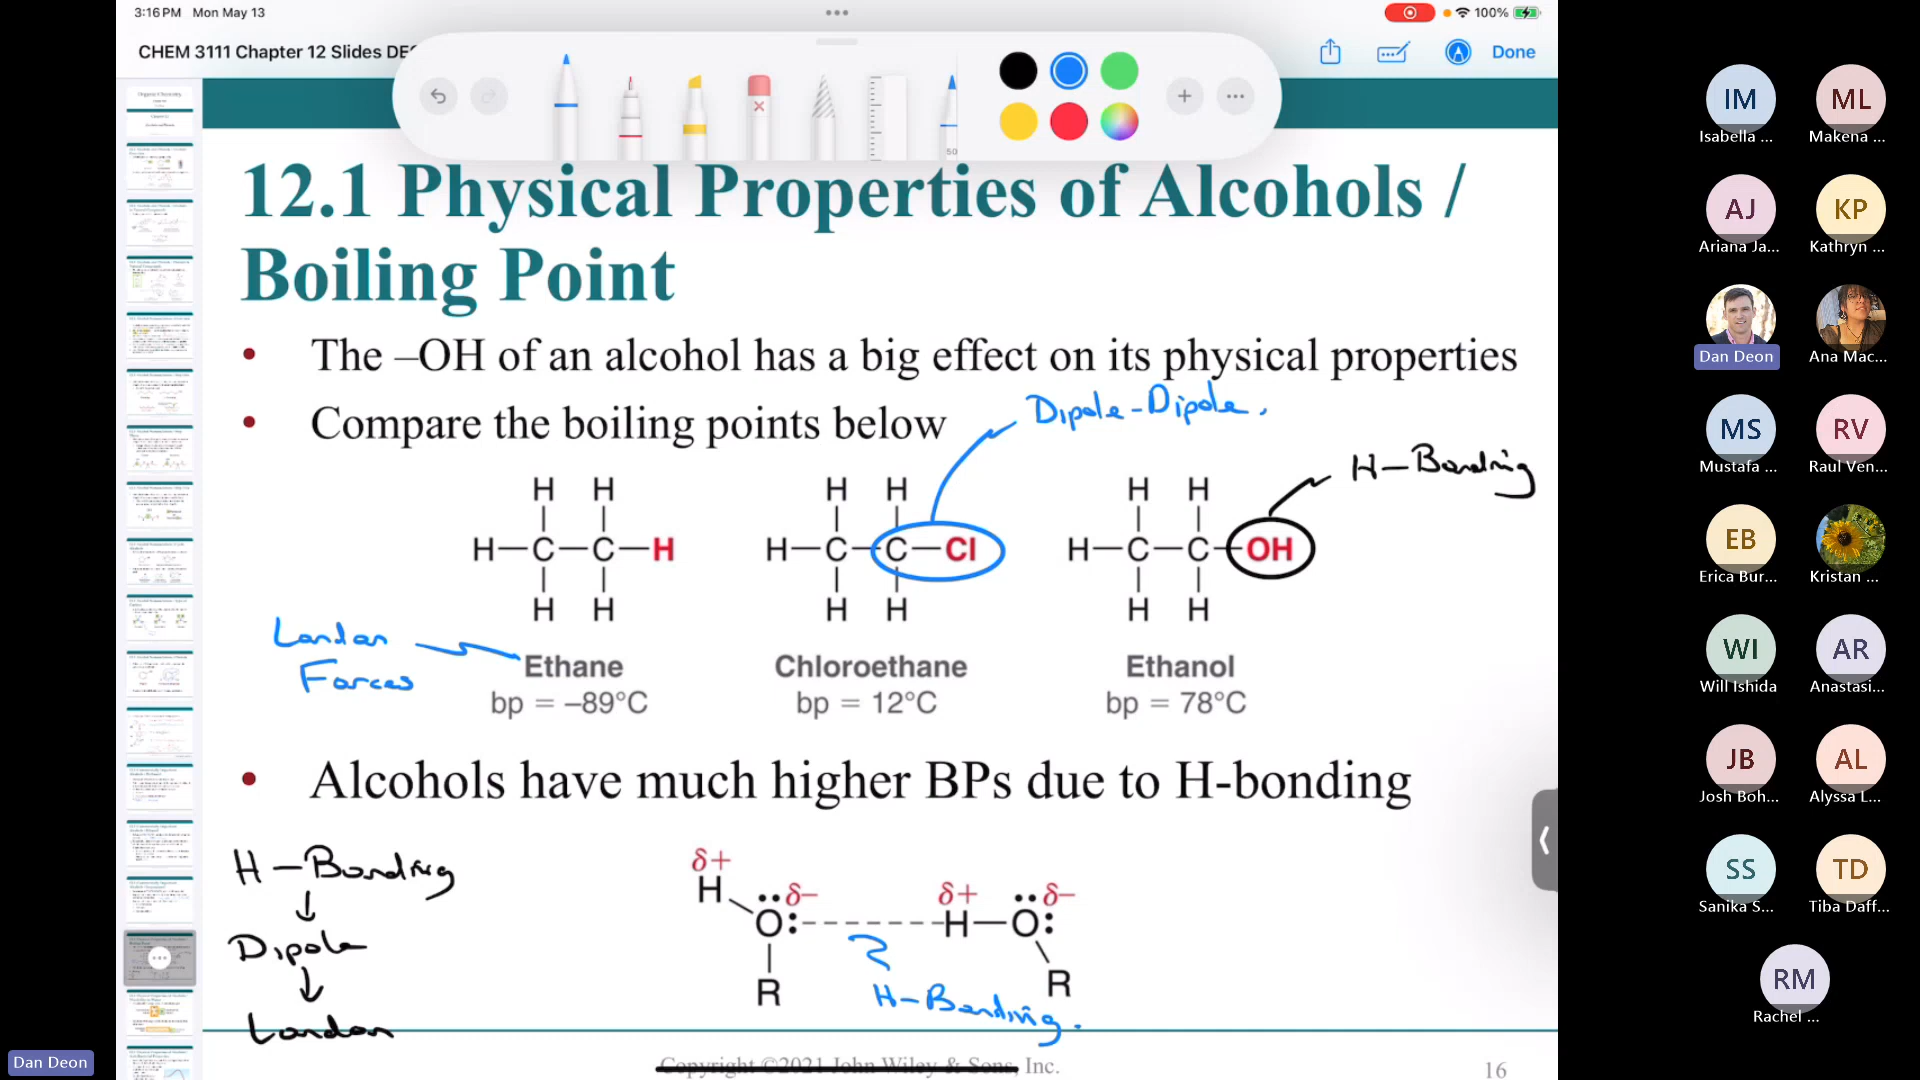 3:16 PM Mon May 13
100%
CHEM 3111 Chapter 12 Slides DE
Done
50
12.1 Physical Properties of Alcohols /
Boiling Point
• The –OH of an alcohol has a big effect on its physical properties
• Compare the boiling points below
Dipole-Dipole.
H-Bonding
H H
H—C—C—H
H H
H H
H—C—C—Cl
H H
H H
H—C—C—OH
H H
London
Forces
Ethane
bp = –89°C
Chloroethane
bp = 12°C
Ethanol
bp = 78°C
• Alcohols have much higher BPs due to H-bonding
H-Bonding
↓
Dipole
↓
London
δ+ δ– δ+ δ–
H O: H—O:
R R
H-Bonding.
Copyright ©2021 John Wiley & Sons, Inc.
16
Dan Deon
IM
Isabella ...
ML
Makena ...
AJ
Ariana Ja...
KP
Kathryn ...
Dan Deon
Ana Mac...
MS
Mustafa ...
RV
Raul Ven...
EB
Erica Bur...
Kristan ...
WI
Will Ishida
AR
Anastasi...
JB
Josh Boh...
AL
Alyssa L...
SS
Sanika S...
TD
Tiba Daff...
RM
Rachel ...